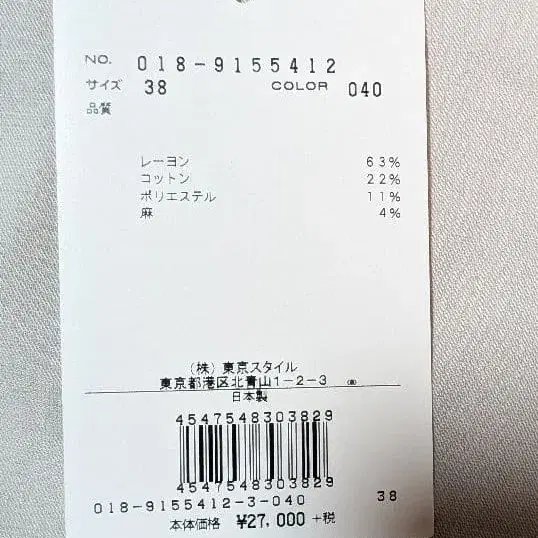 NO. 018-9155412
サイズ 38 COLOR 040
品質
レーヨン 63%
コットン 22%
ポリエステル 11%
麻 4%
(株)東京スタイル
東京都港区北青山1-2-3
日本製
4547548303829
4547548303829
018-9155412-3-040 38
本体価格 ¥27,000 +税